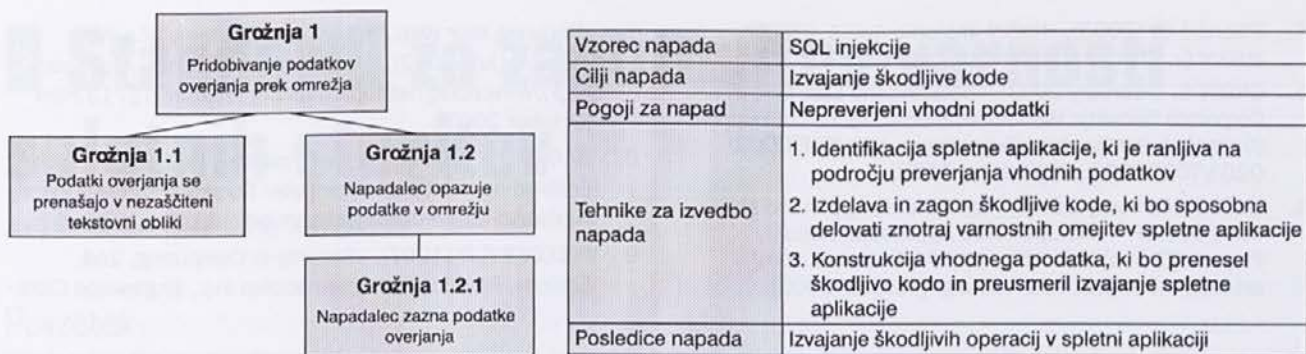 Grožnja 1
Pridobivanje podatkov
overjanja prek omrežja
Grožnja 1.1
Podatki overjanja se
prenašajo v nezaščiteni
tekstovni obliki
Grožnja 1.2
Napadalec opazuje
podatke v omrežju
Grožnja 1.2.1
Napadalec zazna podatke
overjanja
Vzorec napada SQL injekcije
Cilji napada Izvajanje škodljive kode
Pogoji za napad Nepreverjeni vhodni podatki
Tehnike za izvedbo
napada
1. Identifikacija spletne aplikacije, ki je ranljiva na
področju preverjanja vhodnih podatkov
2. Izdelava in zagon škodljive kode, ki bo sposobna
delovati znotraj varnostnih omejitev spletne aplikacije
3. Konstrukcija vhodnega podatka, ki bo prenesel
škodljivo kodo in preusmeril izvajanje spletne
aplikacije
Posledice napada Izvajanje škodljivih operacij v spletni aplikaciji